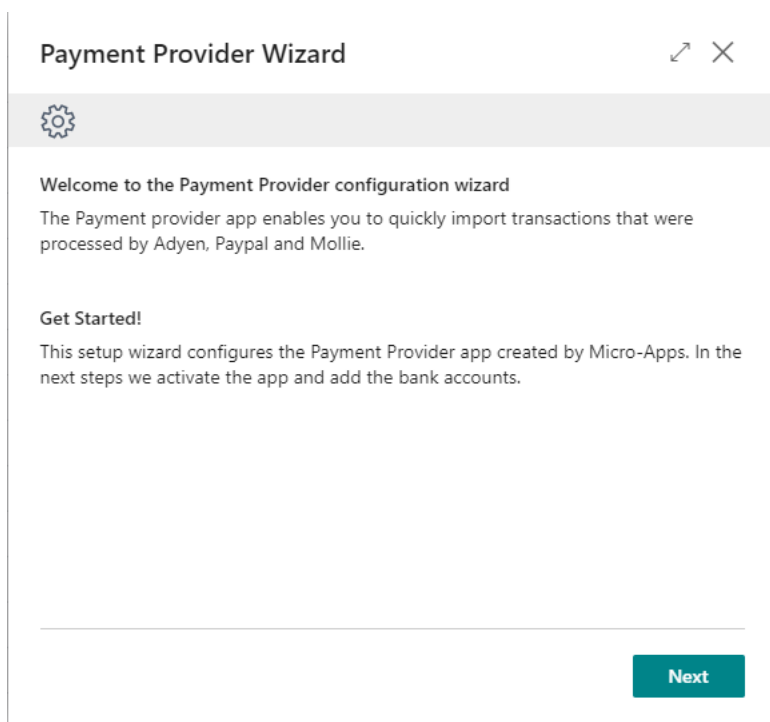 Payment Provider Wizard
Welcome to the Payment Provider configuration wizard
The Payment provider app enables you to quickly import transactions that were
processed by Adyen, Paypal and Mollie.
Get Started!
This setup wizard configures the Payment Provider app created by Micro-Apps. In the
next steps we activate the app and add the bank accounts.
Next